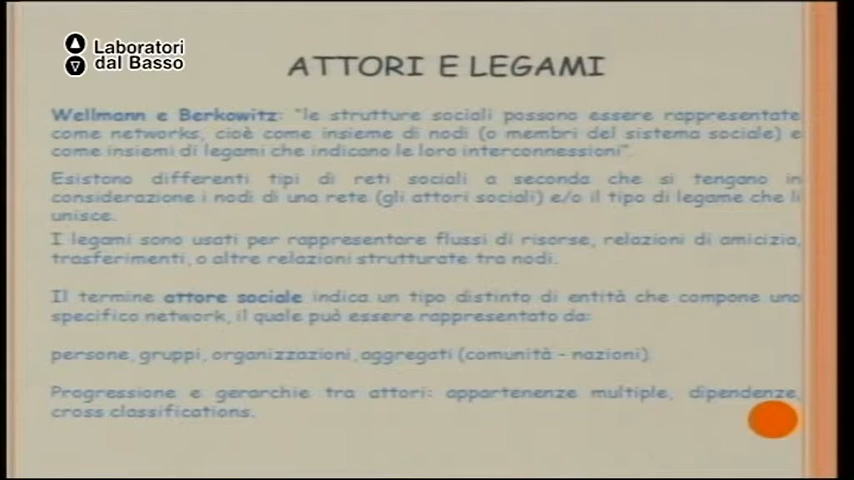 Laboratori
dal Basso
ATTORI E LEGAMI
Wellmann e Berkowitz: "le strutture sociali possono essere rappresentate
come networks, cioè come insieme di nodi (o membri del sistema sociale) e
come insiemi di legami che indicano le loro interconnessioni".
Esistono differenti tipi di reti sociali a seconda che si tengano in
considerazione i nodi di una rete (gli attori sociali) e/o il tipo di legame che li
unisce.
I legami sono usati per rappresentare flussi di risorse, relazioni di amicizia,
trasferimenti, o altre relazioni strutturate tra nodi.
Il termine attore sociale indica un tipo distinto di entità che compone uno
specifico network, il quale può essere rappresentato da:
persone, gruppi, organizzazioni, aggregati (comunità - nazioni)
Progressione e gerarchie tra attori: appartenenze multiple, dipendenze,
cross classifications.